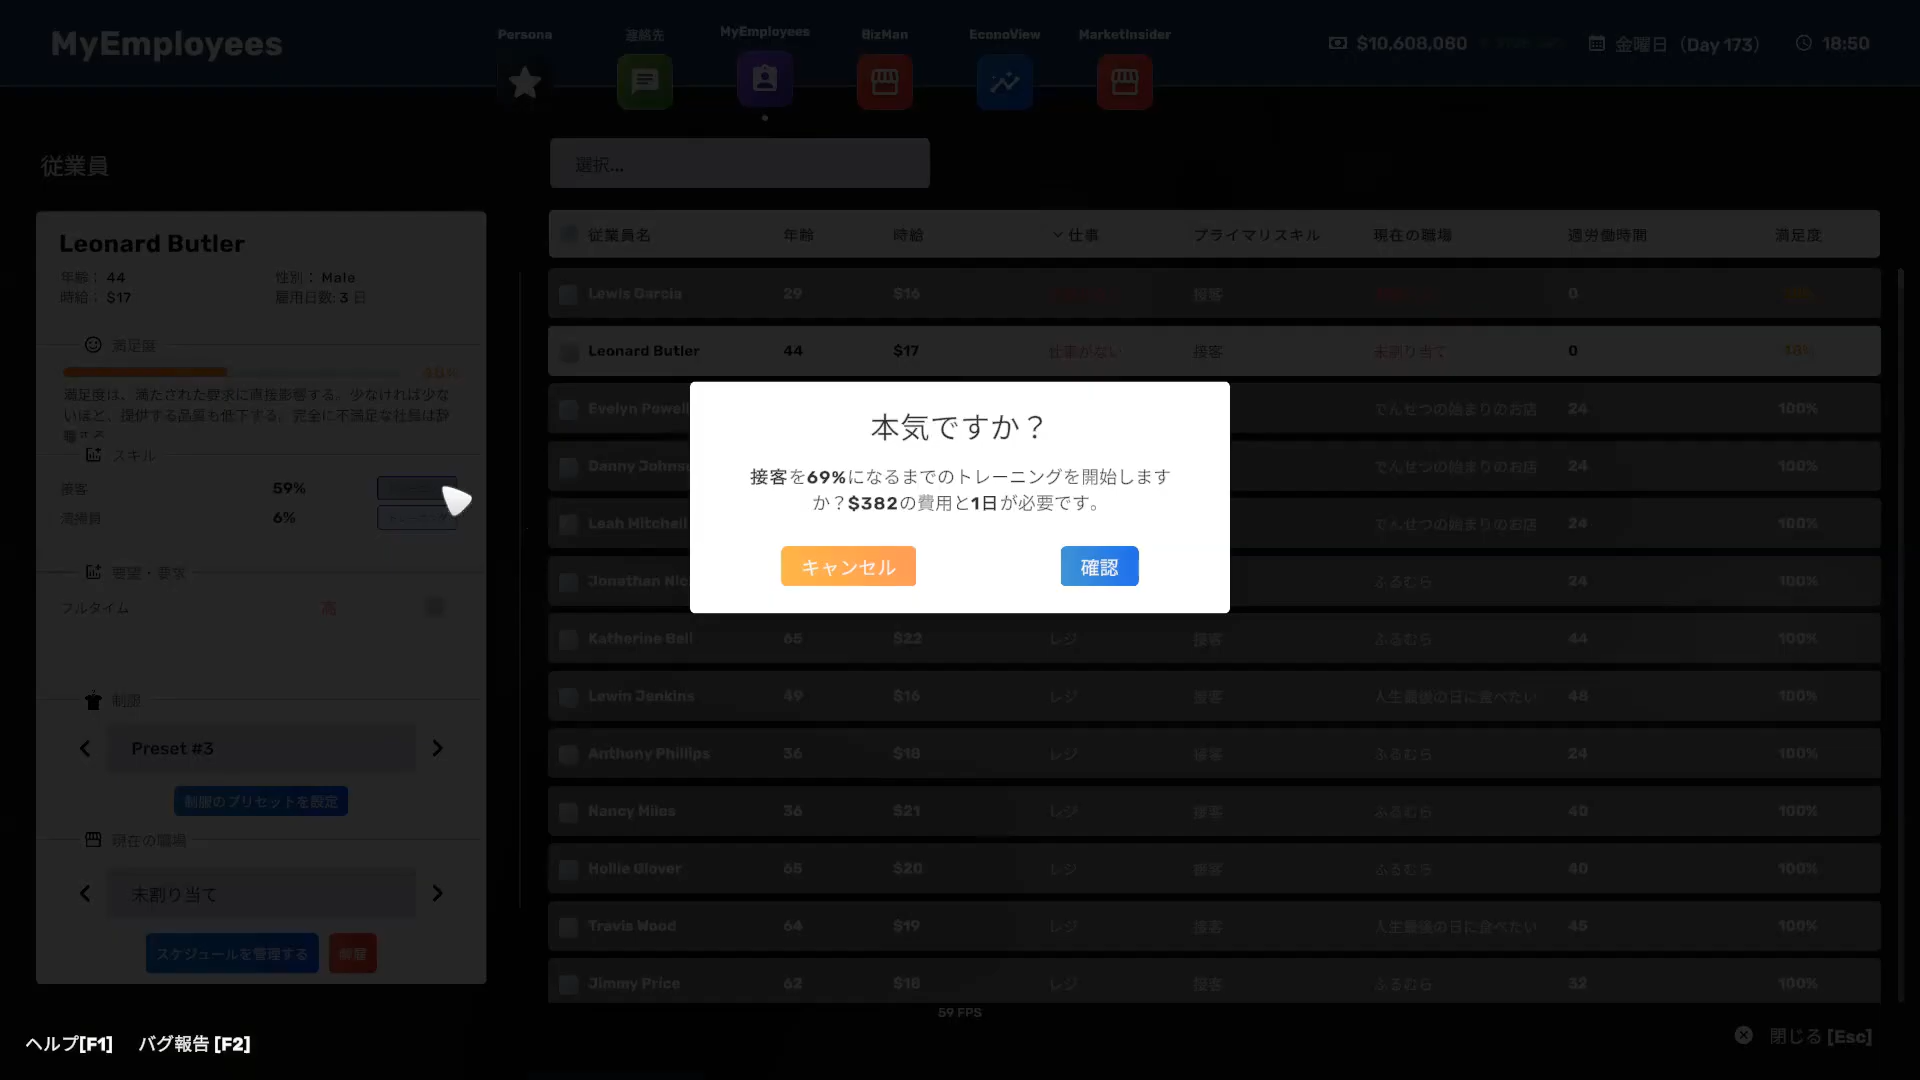 MyEmployees
Persona
連絡先
MyEmployees
BizMan
EconoView
MarketInsider
$10,608,080
金曜日 (Day 173)
18:50
従業員
選択...
Leonard Butler
年齢： 44
性別： Male
時給： $17
雇用日数: 3 日
満足度
48%
満足度は、満たされた要求に直接影響する。少なければ少な
いほど、提供する品質も低下する。完全に不満足な社員は辞
職する
スキル
接客 59%
清掃員 6% トレーニング
要望・要求
フルタイム 高
制服
Preset #3
制服のプリセットを設定
現在の職場
未割り当て
スケジュールを管理する
解雇
従業員名 年齢 時給 仕事 プライマリスキル 現在の職場 週労働時間 満足度
Lewis Garcia 29 $16 接客 0
Leonard Butler 44 $17 仕事がない 接客 未割り当て 0 48%
Evelyn Powell でんせつの始まりのお店 24 100%
Danny Johns でんせつの始まりのお店 24 100%
Leah Mitchell でんせつの始まりのお店 24 100%
Jonathan Nic ふるむら 24 100%
Katherine Bell 65 $22 レジ 接客 ふるむら 44 100%
Lewin Jenkins 49 $16 レジ 接客 人生最後の日に食べたい 48 100%
Anthony Phillips 36 $18 レジ 接客 ふるむら 24 100%
Nancy Miles 36 $21 レジ 接客 ふるむら 40 100%
Hollie Glover 65 $20 レジ 接客 ふるむら 40 100%
Travis Wood 64 $19 レジ 接客 人生最後の日に食べたい 45 100%
Jimmy Price 62 $18 レジ 接客 ふるむら 32 100%
本気ですか？
接客を69%になるまでのトレーニングを開始します
か？$382の費用と1日が必要です。
キャンセル
確認
59 FPS
ヘルプ[F1]
バグ報告 [F2]
閉じる [Esc]